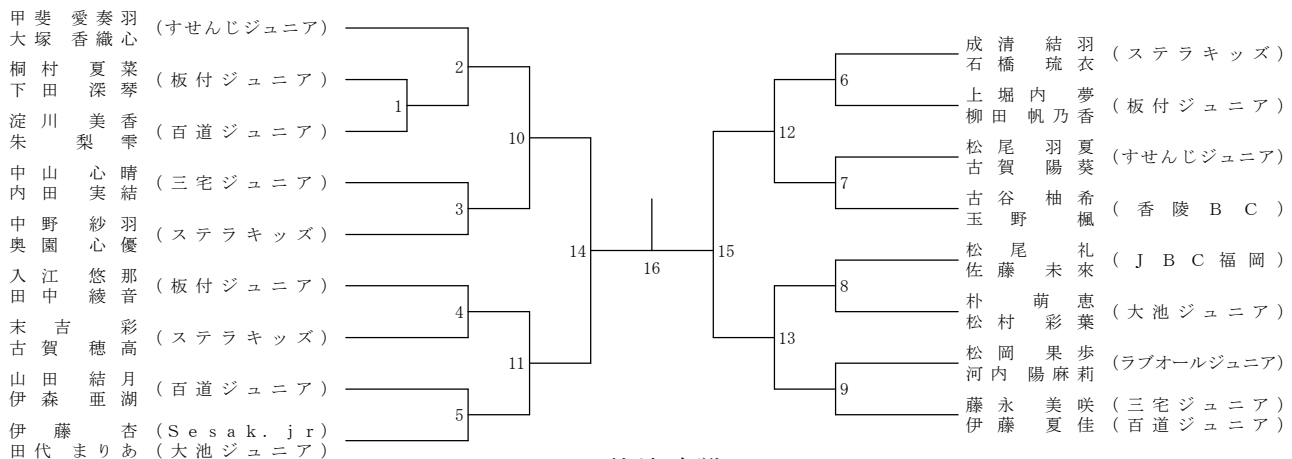 甲斐 愛奏羽
大塚 香織心 (すせんじジュニア)
桐村 夏菜
下田 深琴 (板付ジュニア)
淀川 美香
朱 梨雫 (百道ジュニア)
中山 心晴
内田 実結 (三宅ジュニア)
中野 紗羽
奥園 心優 (ステラキッズ)
入江 悠那
田中 綾音 (板付ジュニア)
末吉 彩
古賀 穂高 (ステラキッズ)
山田 結月
伊森 亜湖 (百道ジュニア)
伊藤 杏 (Sesak.jr)
田代 まりあ (大池ジュニア)
1
2
3
4
5
10
11
14
16
15
12
13
6
7
8
9
成清 結羽
石橋 琉衣 (ステラキッズ)
上堀内 夢
柳田 帆乃香 (板付ジュニア)
松尾 羽夏
古賀 陽葵 (すせんじジュニア)
古谷 柚希
玉野 楓 (香陵BC)
松尾 礼
佐藤 未來 (JBC福岡)
朴 萌恵
松村 彩葉 (大池ジュニア)
松岡 果歩
河内 陽麻莉 (ラブオールジュニア)
藤永 美咲 (三宅ジュニア)
伊藤 夏佳 (百道ジュニア)